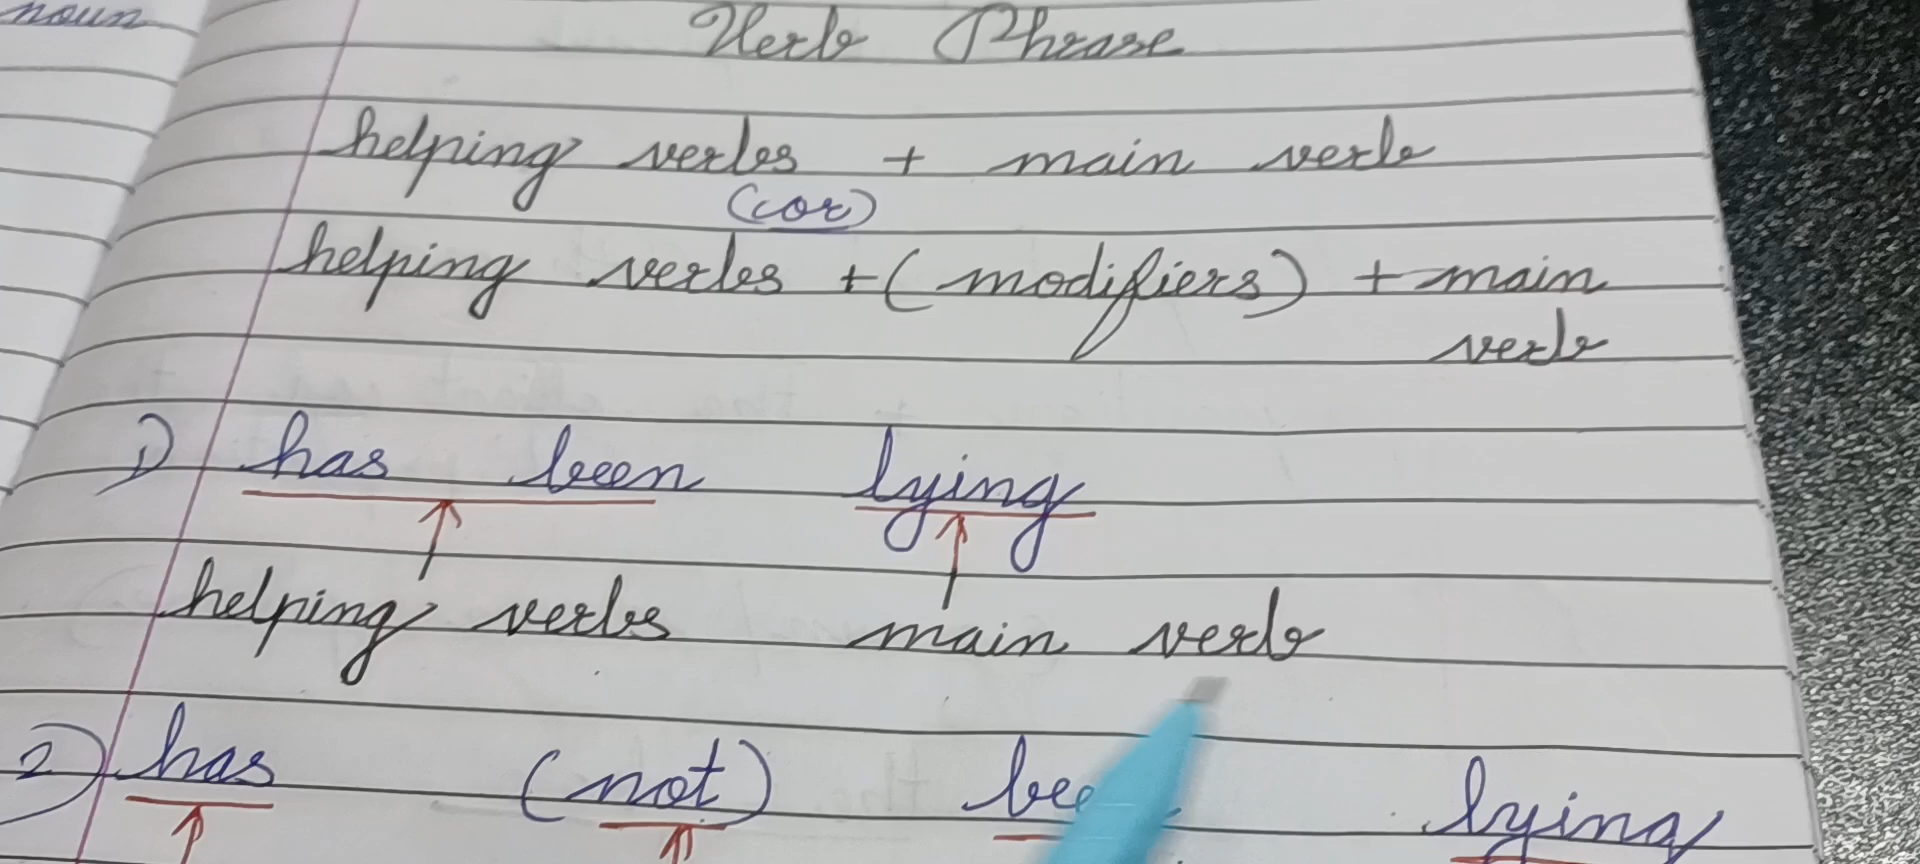 noun
Verb Phrase
helping verbs + main verb
(or)
helping verbs + (modifiers) + main
verb
1) has been lying
helping verbs main verb
2) has (not) lying